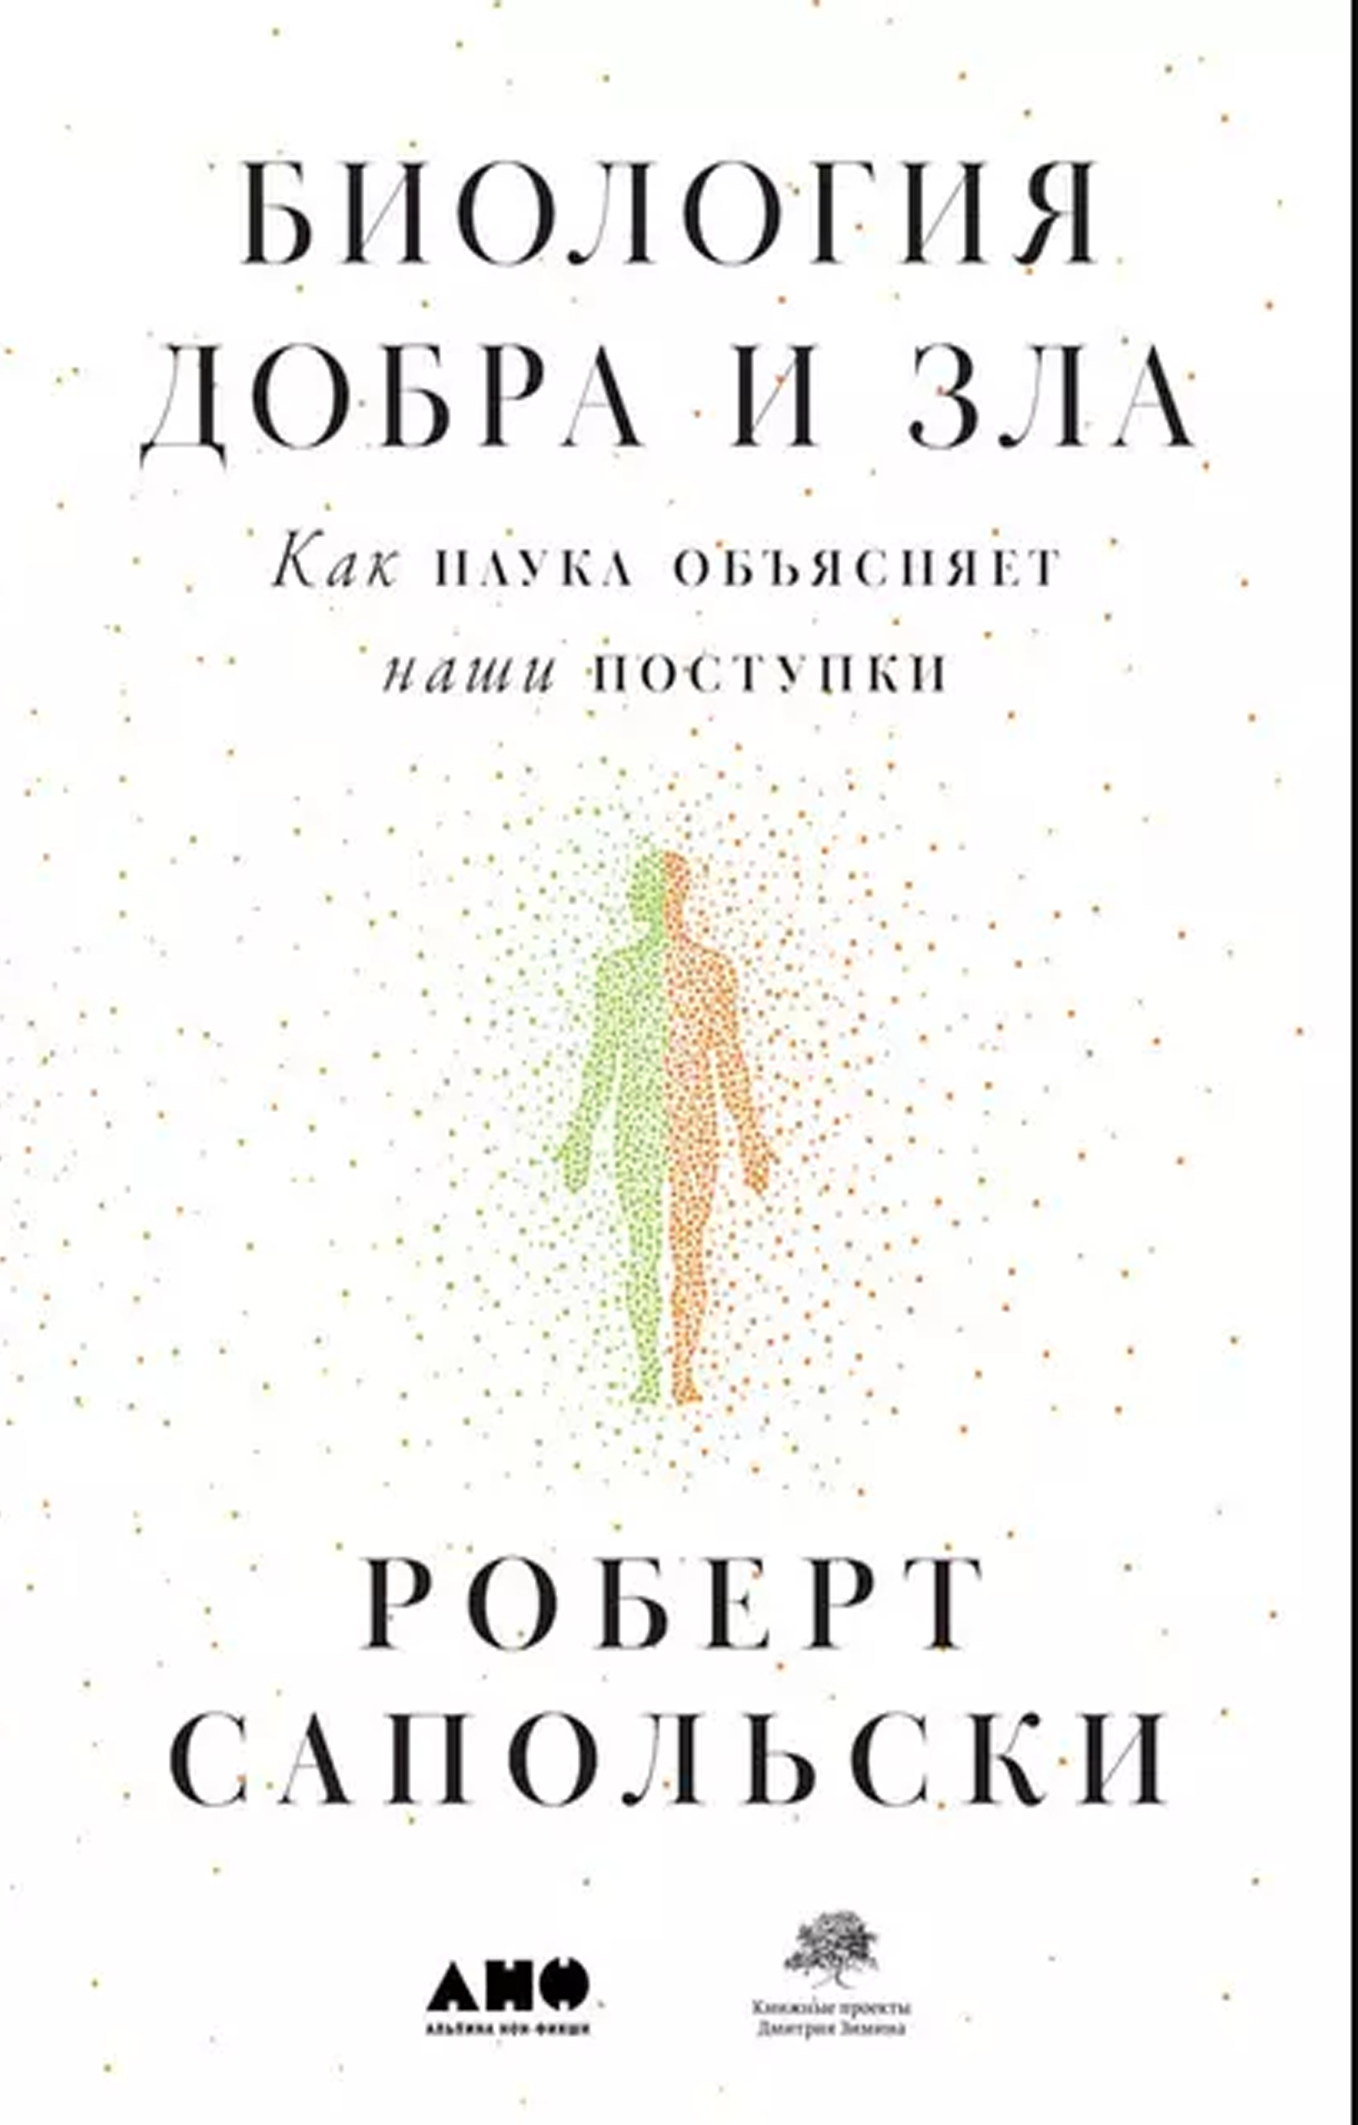 БИОЛОГИЯ
ДОБРА И ЗЛА
Как НАУКА ОБЪЯСНЯЕТ
наши ПОСТУПКИ
РОБЕРТ
САПОЛЬСКИ
АНФ
АЛЬПИНА НОН-ФИКШН
Книжные проекты
Дмитрия Зимина